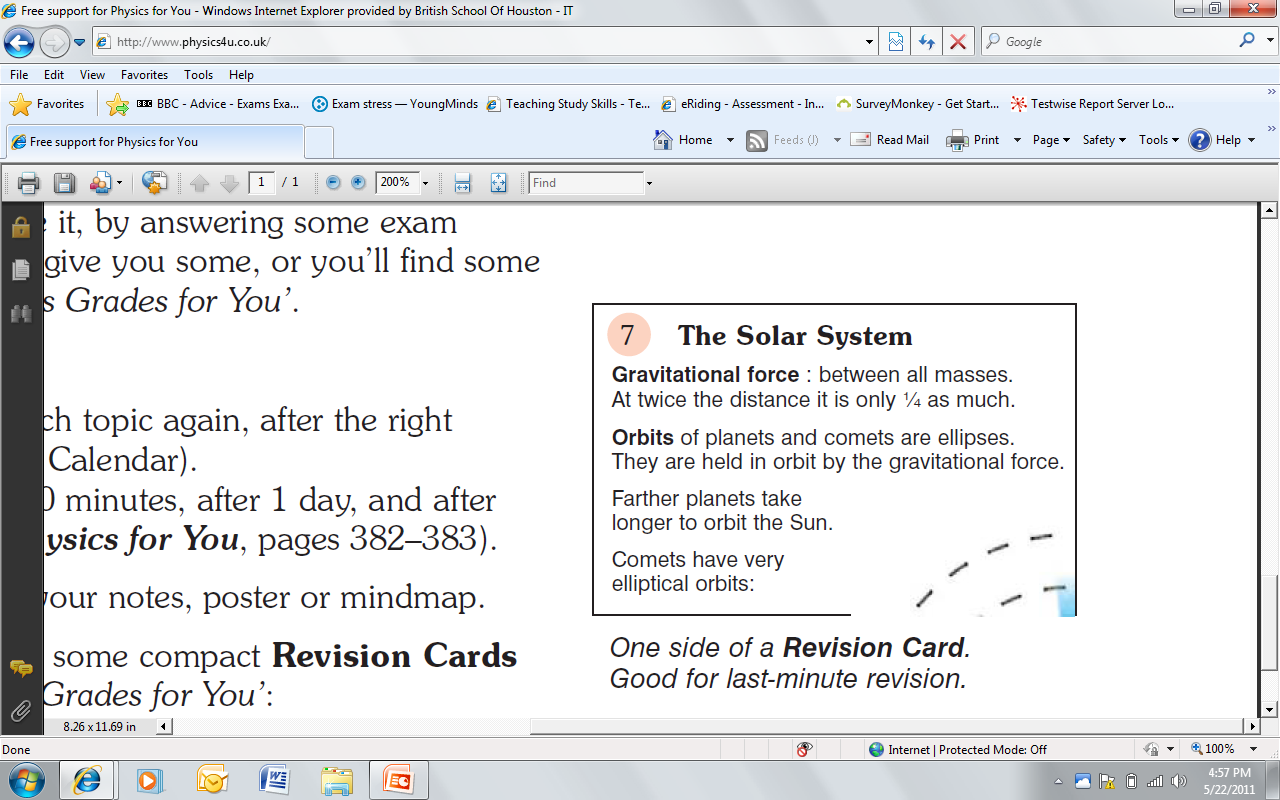 Free support for Physics for You - Windows Internet Explorer provided by British School Of Houston - IT
http://www.physics4u.co.uk/
Google
File Edit View Favorites Tools Help
Favorites BBC - Advice - Exams Exa... Exam stress — YoungMinds Teaching Study Skills - Te... eRiding - Assessment - In... SurveyMonkey - Get Start... Testwise Report Server Lo...
Free support for Physics for You
Home Feeds (J) Read Mail Print Page Safety Tools Help
1 / 1 200% Find
it, by answering some exam
give you some, or you'll find some
s Grades for You'.
ch topic again, after the right
Calendar).
0 minutes, after 1 day, and after
ysics for You, pages 382–383).
your notes, poster or mindmap.
some compact Revision Cards
Grades for You':
7 The Solar System
Gravitational force : between all masses.
At twice the distance it is only ¼ as much.
Orbits of planets and comets are ellipses.
They are held in orbit by the gravitational force.
Farther planets take
longer to orbit the Sun.
Comets have very
elliptical orbits:
One side of a Revision Card.
Good for last-minute revision.
8.26 x 11.69 in
Done Internet | Protected Mode: Off 100%
4:57 PM
5/22/2011